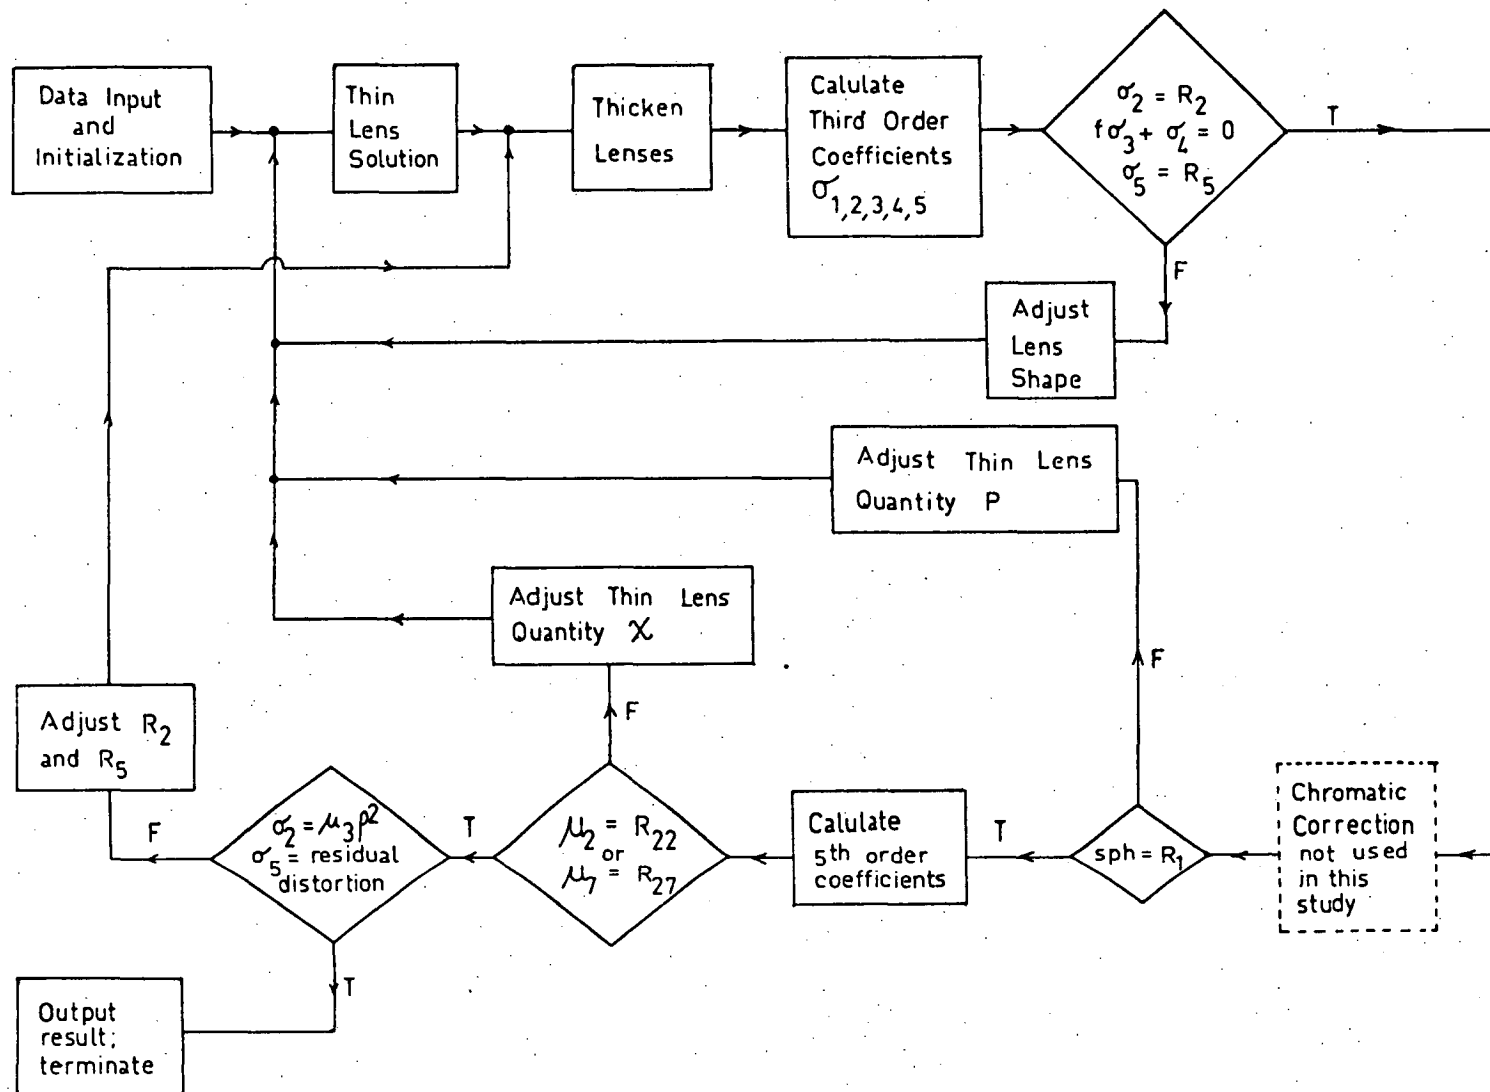 Data Input
and
Initialization
Thin
Lens
Solution
Thicken
Lenses
Calulate
Third Order
Coefficients
σ1,2,3,4,5
σ2 = R2
fσ3 + σ4 = 0
σ5 = R5
T
F
Adjust
Lens
Shape
Adjust Thin Lens
Quantity P
Adjust Thin Lens
Quantity χ
F
F
Adjust R2
and R5
F
σ2 = μ3ρ2
σ5 = residual
distortion
T
μ2 = R22
or
μ7 = R27
Calulate
5th order
coefficients
T
sph = R1
Chromatic
Correction
not used
in this
study
T
Output
result;
terminate